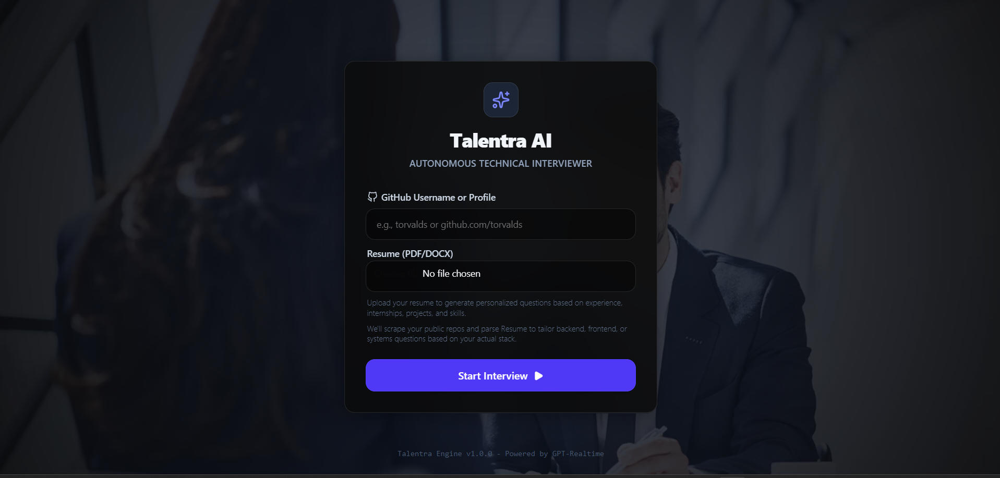 Talentra AI
AUTONOMOUS TECHNICAL INTERVIEWER
GitHub Username or Profile
e.g., torvalds or github.com/torvalds
Resume (PDF/DOCX)
No file chosen
Upload your resume to generate personalized questions based on experience,
internships, projects, and skills.
We'll scrape your public repos and parse Resume to tailor backend, frontend, or
systems questions based on your actual stack.
Start Interview
Talentra Engine v1.0.0 - Powered by GPT-Realtime